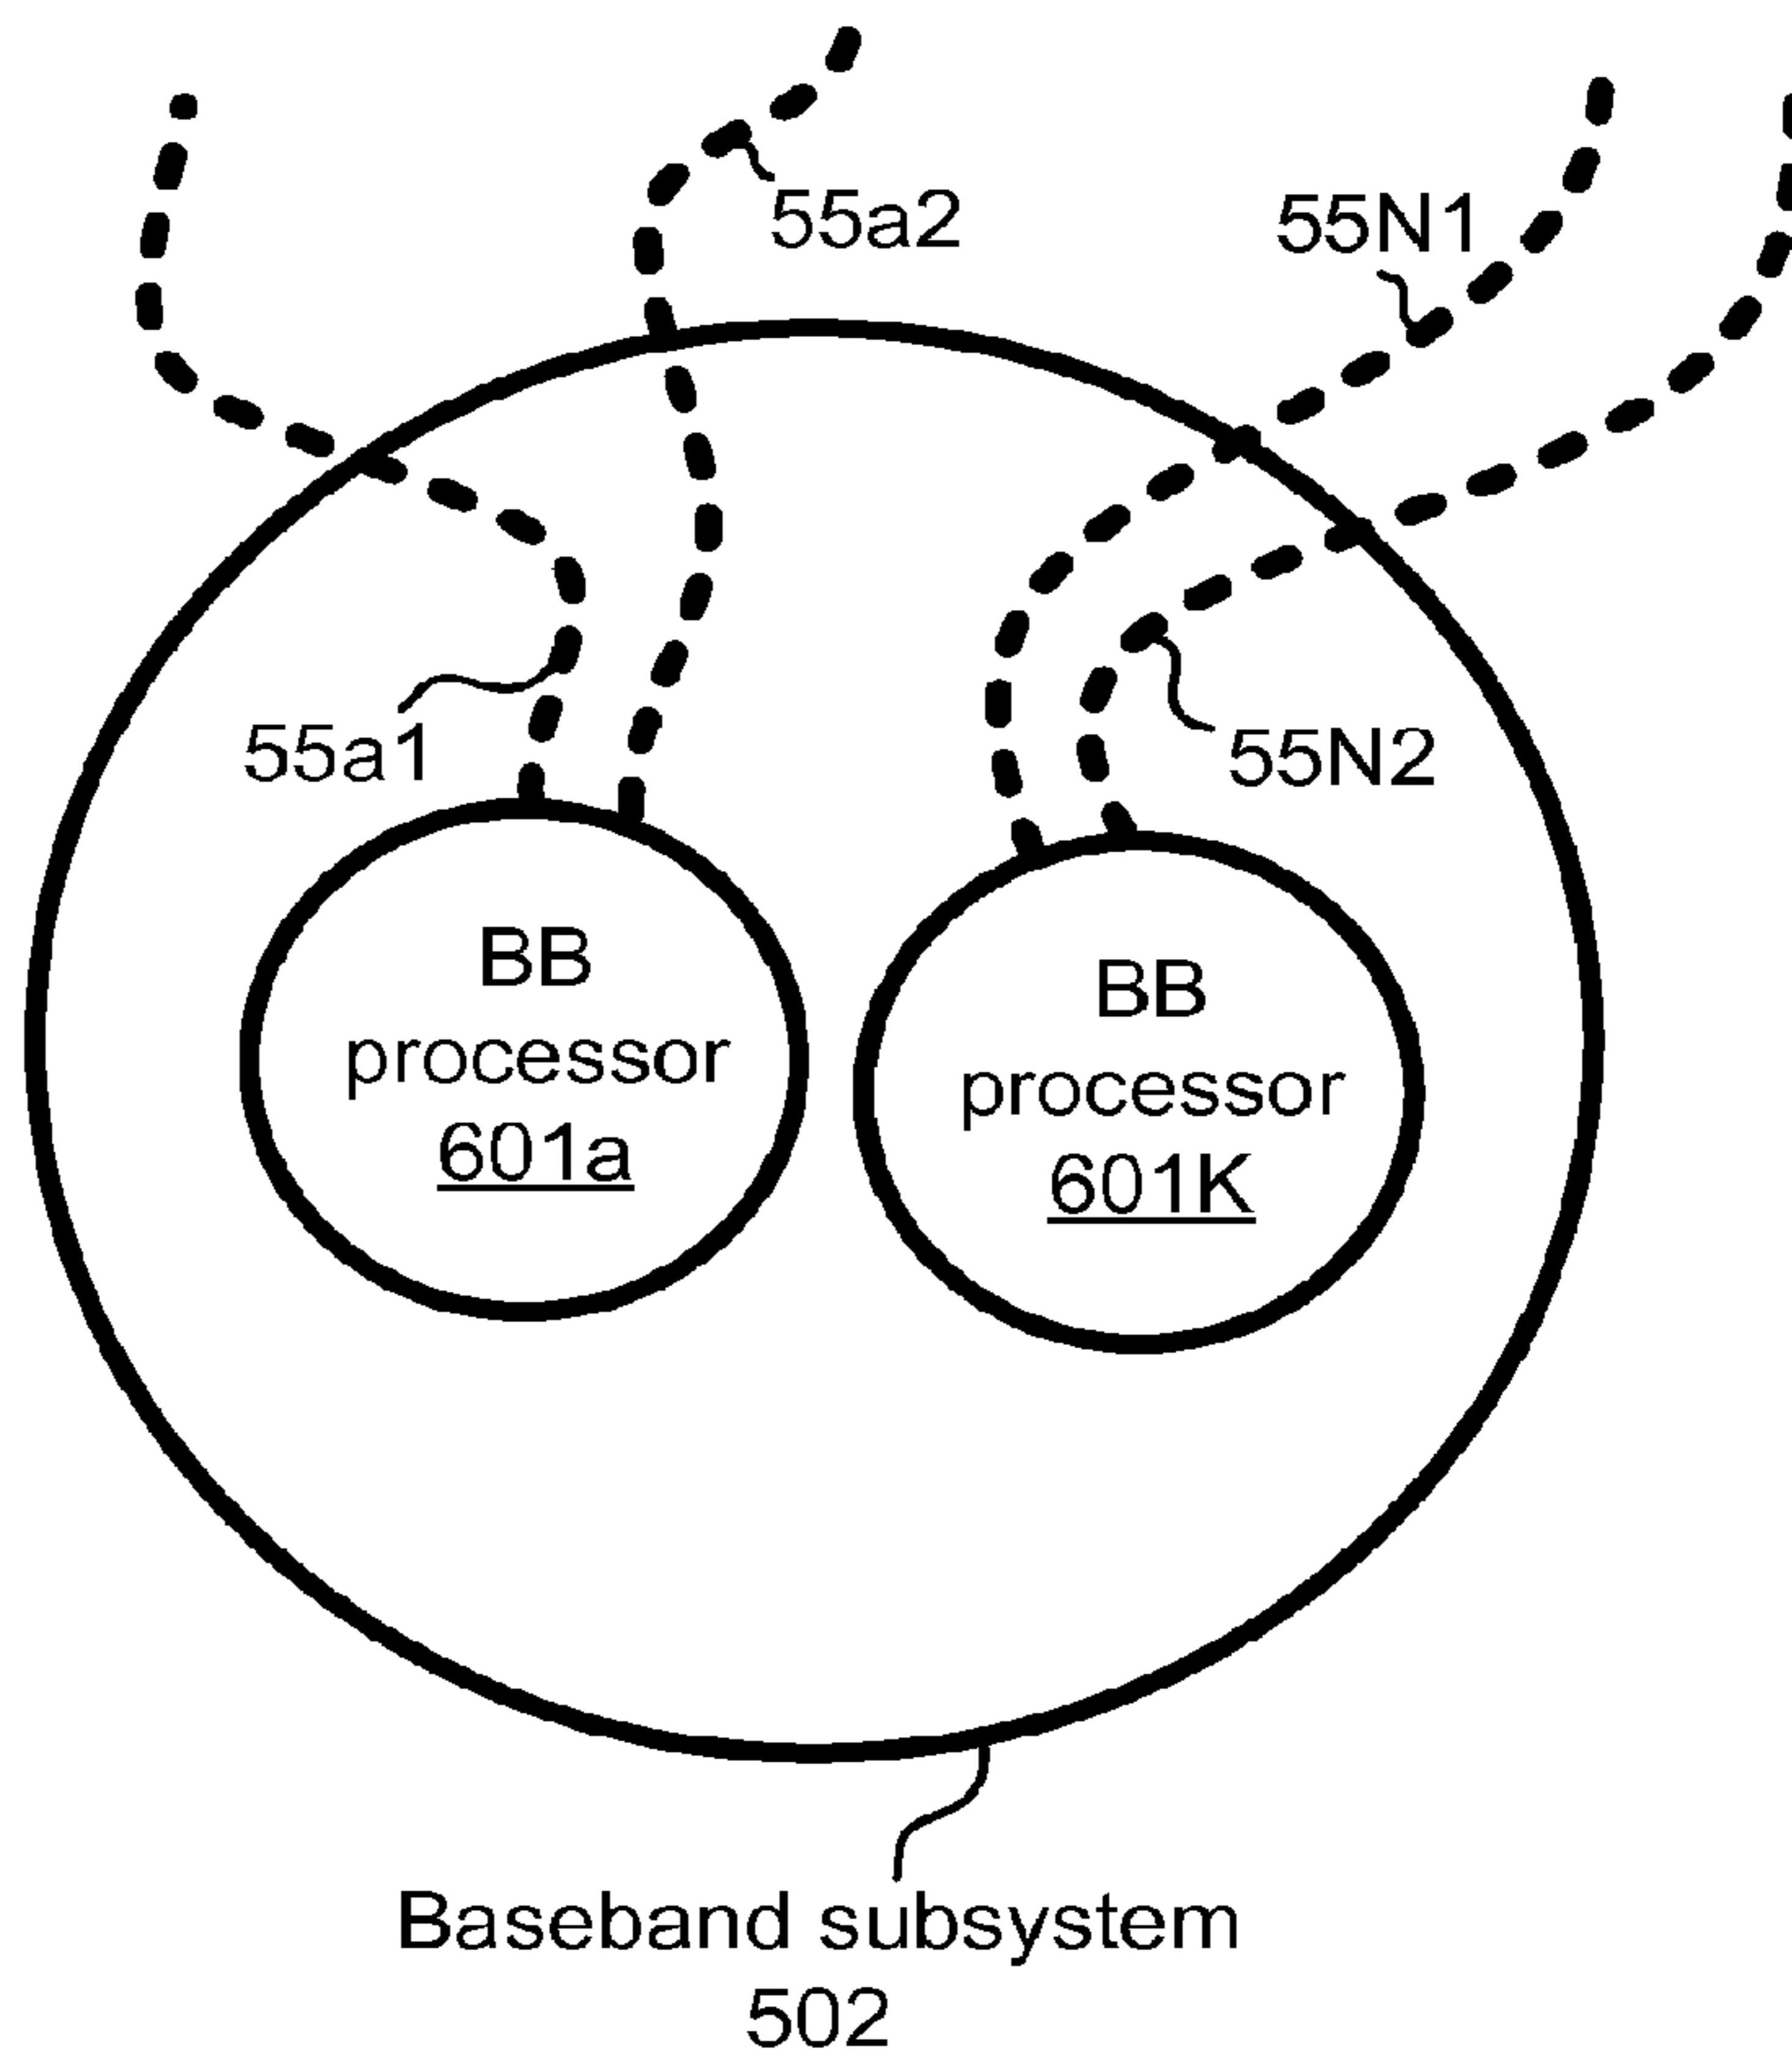 55a2
55N1
55a1
55N2
BB
processor
601a
BB
processor
601K
Baseband subsystem
502